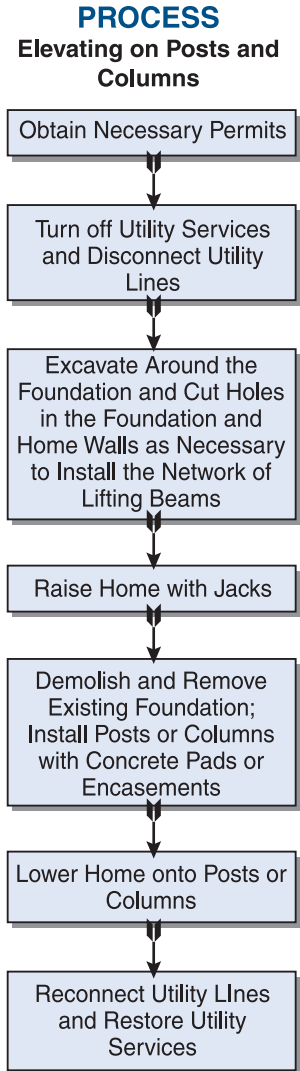 PROCESS
Elevating on Posts and
Columns
Obtain Necessary Permits
Turn off Utility Services
and Disconnect Utility
Lines
Excavate Around the
Foundation and Cut Holes
in the Foundation and
Home Walls as Necessary
to Install the Network of
Lifting Beams
Raise Home with Jacks
Demolish and Remove
Existing Foundation;
Install Posts or Columns
with Concrete Pads or
Encasements
Lower Home onto Posts or
Columns
Reconnect Utility LInes
and Restore Utility
Services